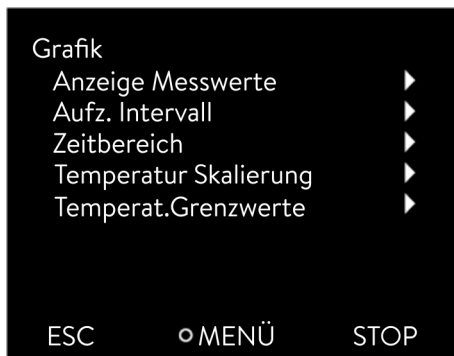 Grafik
Anzeige Messwerte
Aufz. Intervall
Zeitbereich
Temperatur Skalierung
Temperat.Grenzwerte
ESC MENÜ STOP